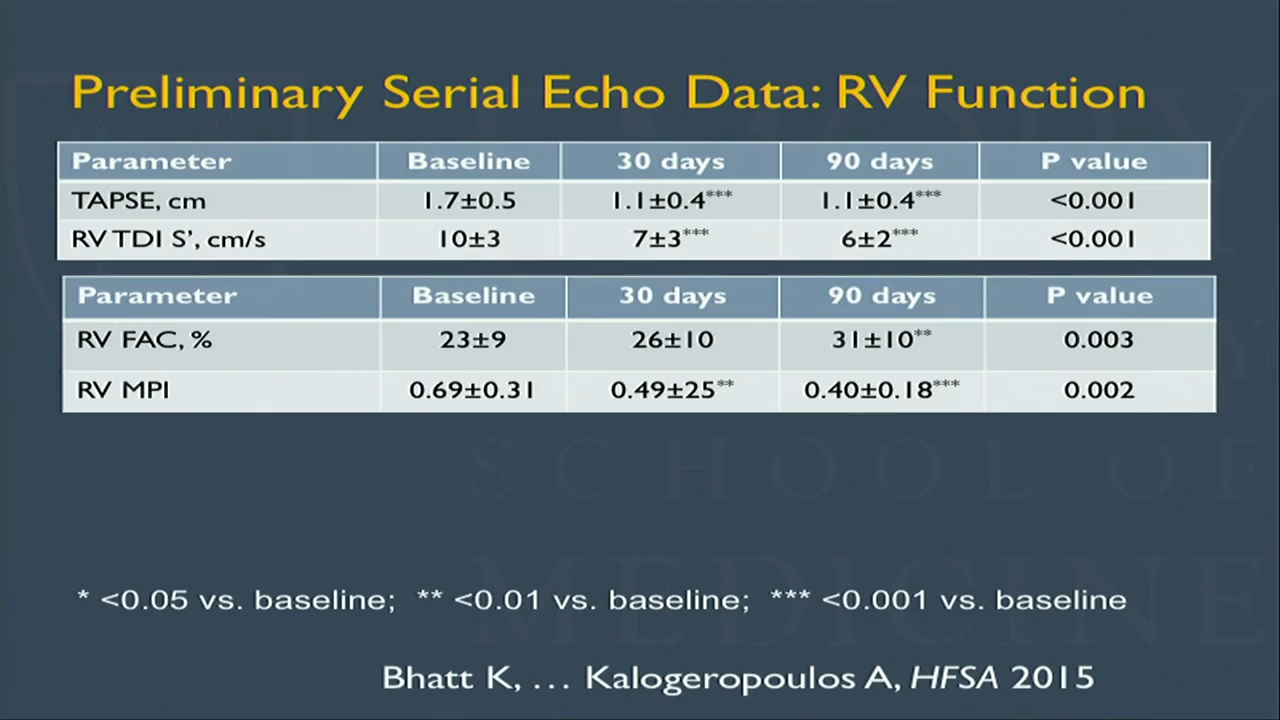 Preliminary Serial Echo Data: RV Function
Parameter Baseline 30 days 90 days P value
TAPSE, cm 1.7±0.5 1.1±0.4*** 1.1±0.4*** <0.001
RV TDI S’, cm/s 10±3 7±3*** 6±2*** <0.001
Parameter Baseline 30 days 90 days P value
RV FAC, % 23±9 26±10 31±10** 0.003
RV MPI 0.69±0.31 0.49±25** 0.40±0.18*** 0.002
SCHOOL OF
MEDICINE
* <0.05 vs. baseline; ** <0.01 vs. baseline; *** <0.001 vs. baseline
Bhatt K, … Kalogeropoulos A, HFSA 2015